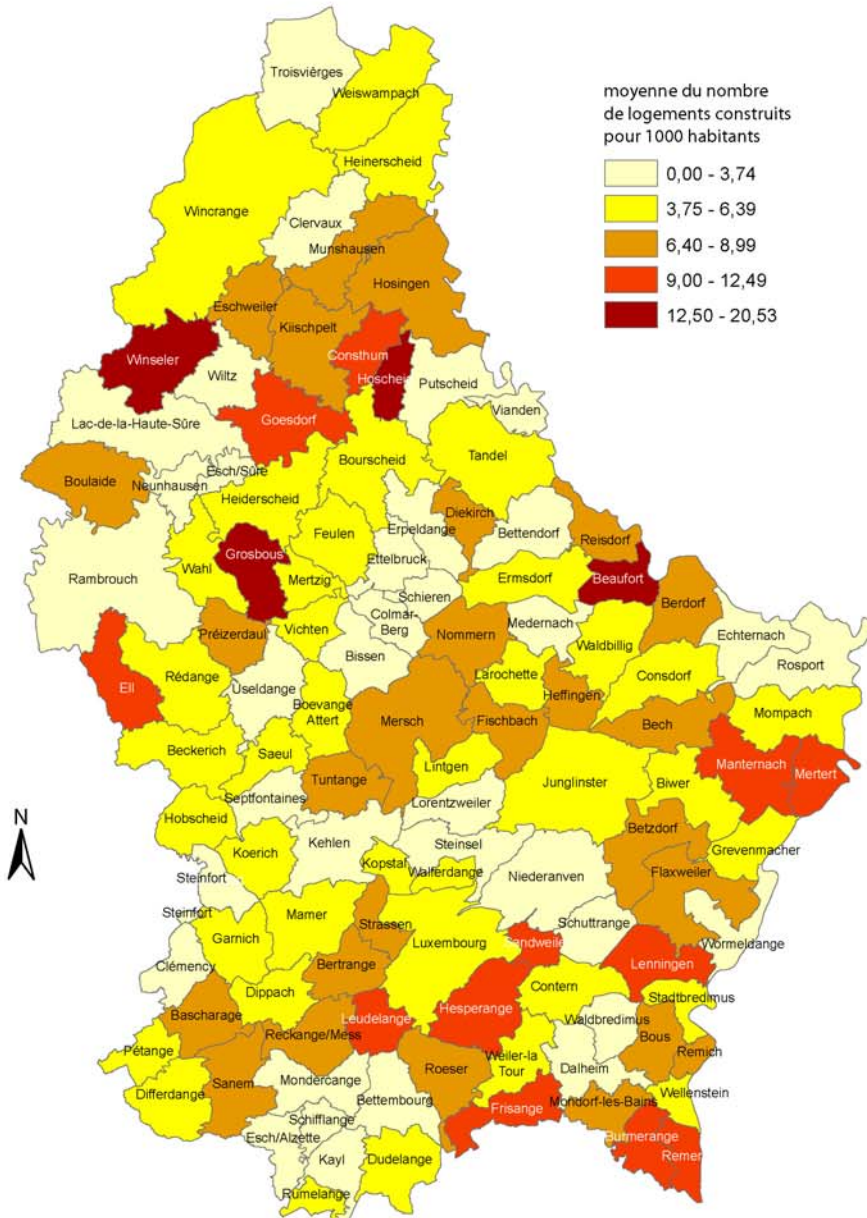 moyenne du nombre
de logements construits
pour 1000 habitants
0,00 - 3,74
3,75 - 6,39
6,40 - 8,99
9,00 - 12,49
12,50 - 20,53
Troisvièrges
Weiswampach
Heinerscheid
Wincrange
Clervaux
Munshausen
Hosingen
Eschweiler
Kiischpelt
Consthum
Winseler
Wiltz
Hoscheid
Putscheid
Vianden
Goesdorf
Lac-de-la-Haute-Sûre
Bourscheid
Tandel
Esch/Sûre
Boulaide
Neunhausen
Heiderscheid
Diekirch
Feulen
Erpeldange
Bettendorf
Reisdorf
Grosbous
Ettelbruck
Wahl
Rambrouch
Mertzig
Ermsdorf
Beaufort
Schieren
Berdorf
Colmar-
Berg
Préizerdaul
Vichten
Nommern
Medernach
Waldbillig
Echternach
Bissen
Rosport
Ell
Rédange
Useldange
Larochette
Consdorf
Heffingen
Boevange
Attert
Mersch
Fischbach
Bech
Mompach
Beckerich
Saeul
Manternach
Mertert
Tuntange
Lintgen
Junglinster
Biwer
Septfontaines
Lorentzweiler
Hobscheid
Betzdorf
N
Koerich
Kehlen
Steinsel
Grevenmacher
Kopstal
Walferdange
Niederanven
Flaxweiler
Steinfort
Steinfort
Mamer
Strassen
Schuttrange
Garnich
Luxembourg
Sandweiler
Wormeldange
Clémency
Bertrange
Lenningen
Dippach
Contern
Stadtbredimus
Hesperange
Bascharage
Leudelange
Waldbredimus
Reckange/Mess
Bous
Remich
Pétange
Weiler-la
Tour
Roeser
Dalheim
Sanem
Mondercange
Differdange
Wellenstein
Bettembourg
Mondorf-les-Bains
Frisange
Schifflange
Esch/Alzette
Burmerange
Kayl
Dudelange
Remer
Rumelange